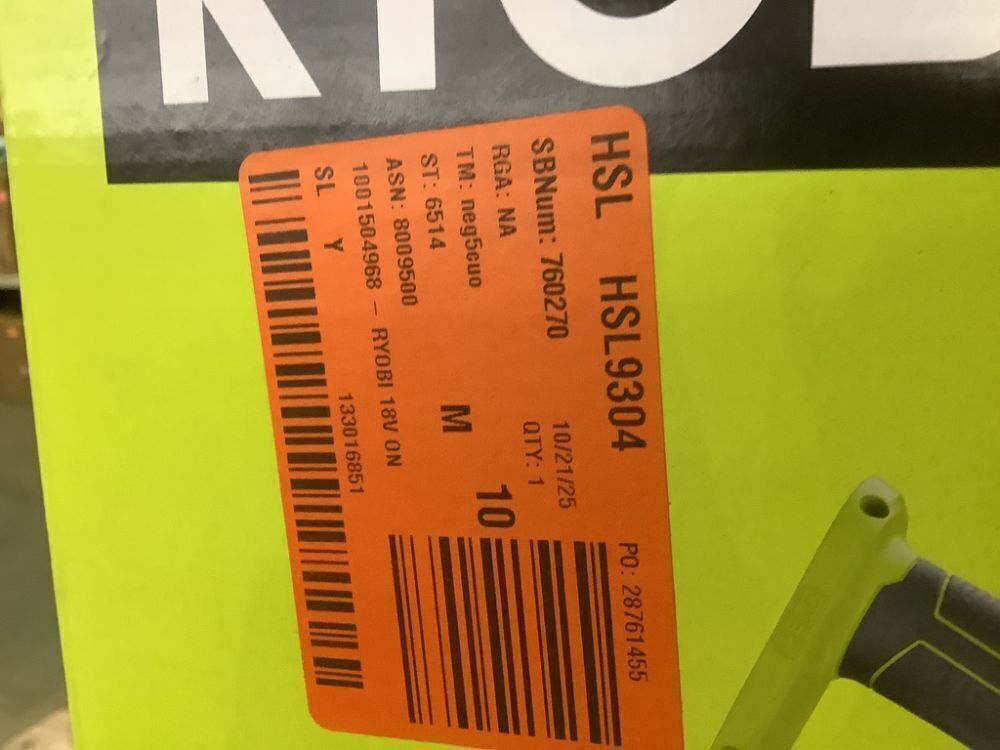 RYOBI
HSL HSL9304
PO: 28761455
SBNum: 760270
10/21/25
RGA: NA
QTY: 1
TM: neg5cuo
10
ST: 6514
M
ASN: 8009500
1001504968 - RYOBI 18V ON
SL Y
133016851